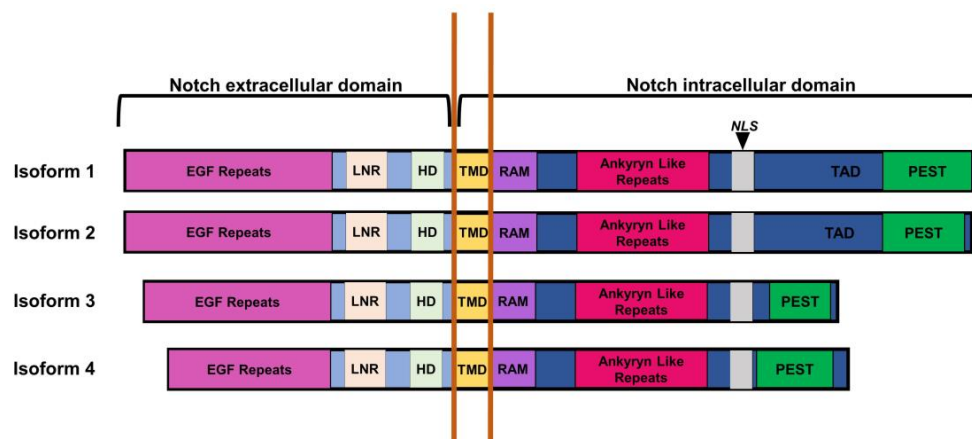 Notch extracellular domain
Notch intracellular domain
NLS
Isoform 1
EGF Repeats
LNR
HD
TMD
RAM
Ankyryn Like
Repeats
TAD
PEST
Isoform 2
EGF Repeats
LNR
HD
TMD
RAM
Ankyryn Like
Repeats
TAD
PEST
Isoform 3
EGF Repeats
LNR
HD
TMD
RAM
Ankyryn Like
Repeats
PEST
Isoform 4
EGF Repeats
LNR
HD
TMD
RAM
Ankyryn Like
Repeats
PEST